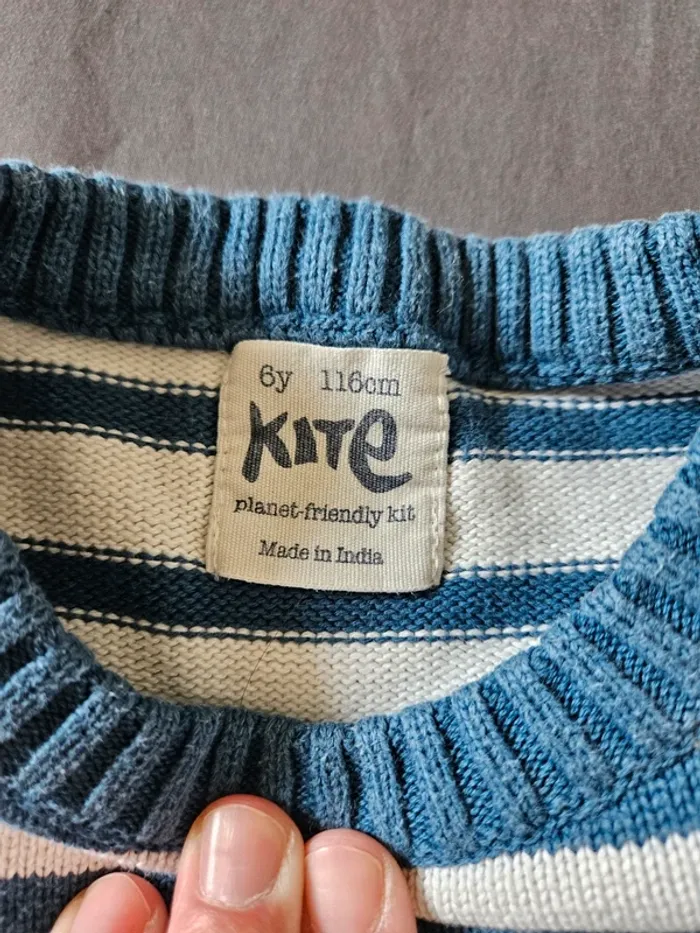 6y 116cm
KITe
planet-friendly kit
Made in India